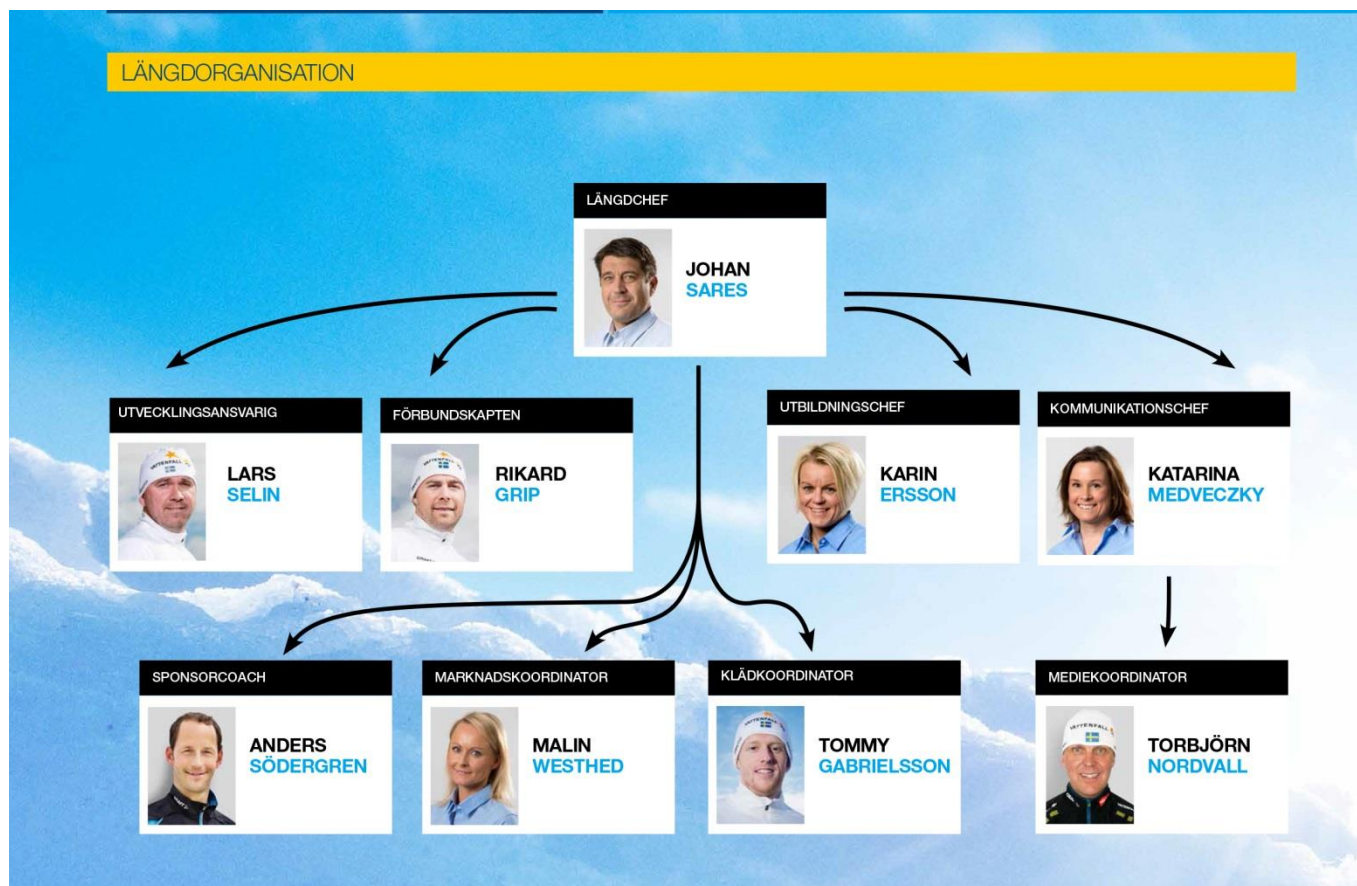 LÄNGDORGANISATION
LÄNGDCHEF
JOHAN
SARES
UTVECKLINGSANSVARIG
LARS
SELIN
FÖRBUNDSKAPTEN
RIKARD
GRIP
UTBILDNINGSCHEF
KARIN
ERSSON
KOMMUNIKATIONSCHEF
KATARINA
MEDVECZKY
SPONSORCOACH
ANDERS
SÖDERGREN
MARKNADSKOORDINATOR
MALIN
WESTHED
KLÄDKOORDINATOR
TOMMY
GABRIELSSON
MEDIEKOORDINATOR
TORBJÖRN
NORDVALL